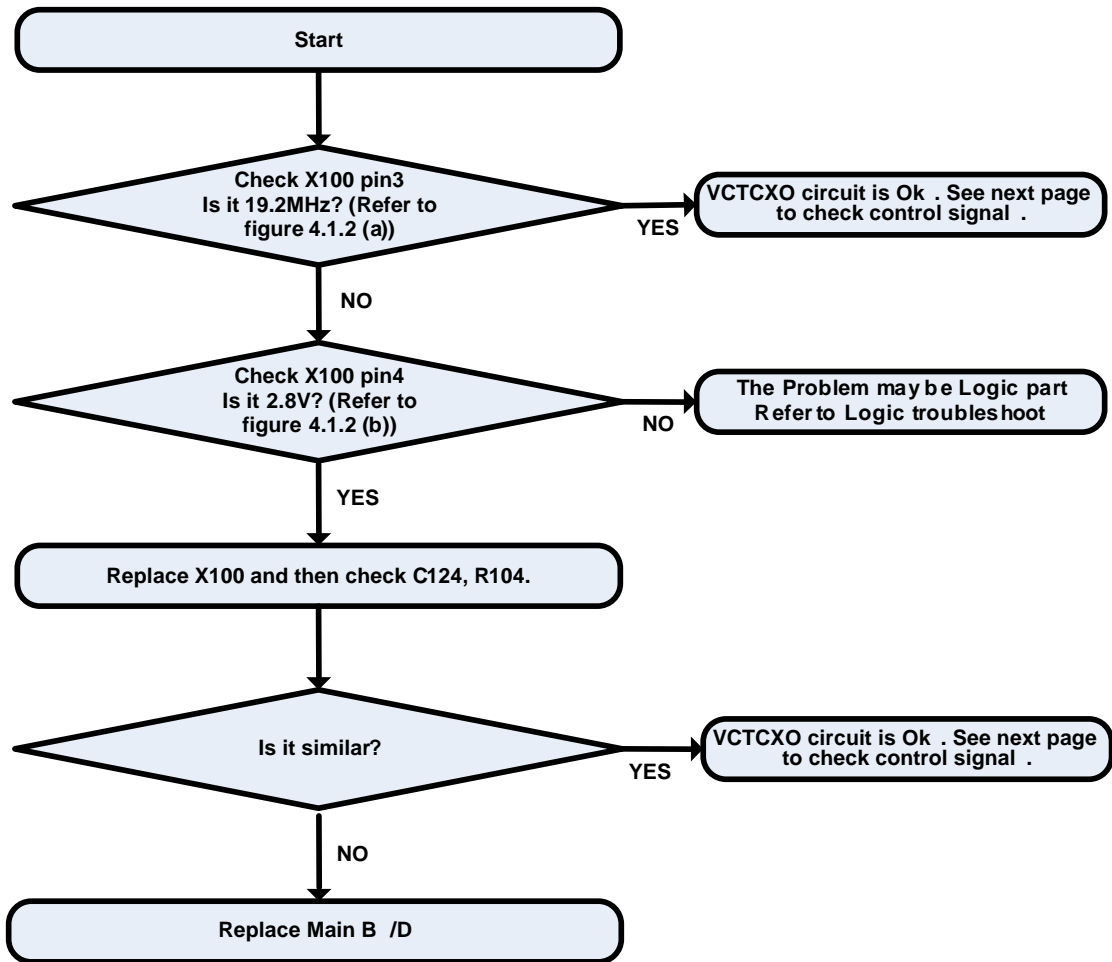 Start
Check X100 pin3
Is it 19.2MHz? (Refer to
figure 4.1.2 (a))
YES
VCTCXO circuit is Ok . See next page
to check control signal .
NO
Check X100 pin4
Is it 2.8V? (Refer to
figure 4.1.2 (b))
NO
The Problem may be Logic part
Refer to Logic troubleshoot
YES
Replace X100 and then check C124, R104.
Is it similar?
YES
VCTCXO circuit is Ok . See next page
to check control signal .
NO
Replace Main B /D